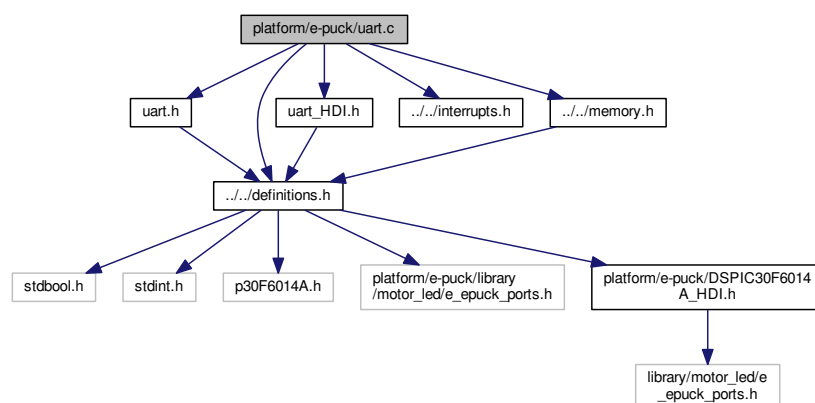 platform/e-puck/uart.c
uart.h
uart_HDI.h
../../interrupts.h
../../memory.h
../../definitions.h
stdbool.h
stdint.h
p30F6014A.h
platform/e-puck/library
/motor_led/e_epuck_ports.h
platform/e-puck/DSPIC30F6014
A_HDI.h
library/motor_led/e
_epuck_ports.h